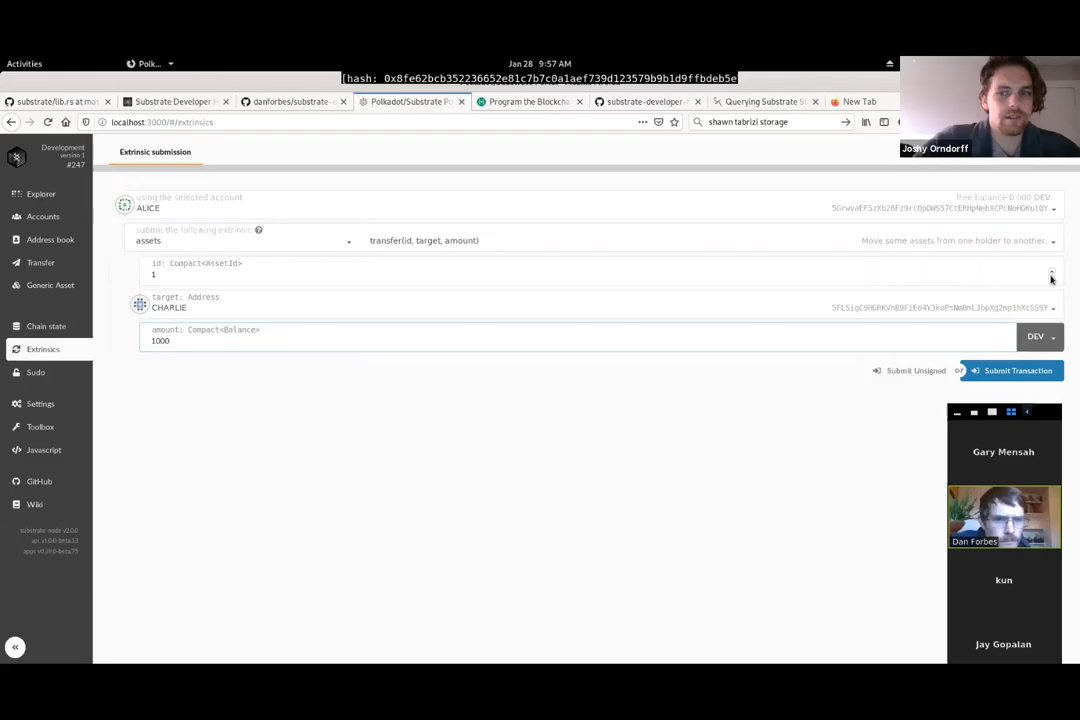 Activities
Polk...
Jan 28 9:57 AM
[hash: 0x8fe62bcb352236652e81c7b7c0a1aef739d123579b9b1d9ffbdeb5e
substrate/lib.rs at mas
Substrate Developer H
danforbes/substrate-e
Polkadot/Substrate Po
Program the Blockcha
substrate-developer-h
Querying Substrate St
New Tab
localhost:3000/#/extrinsics
shawn tabrizi storage
Joshy Orndorff
Development
version 1
#247
Extrinsic submission
Explorer
Accounts
Address book
Transfer
Generic Asset
Chain state
Extrinsics
Sudo
Settings
Toolbox
Javascript
GitHub
Wiki
substrate-node v2.0.0
api v1.0.0-beta.13
apps v0.39.0-beta.75
using the selected account
free balance 0.000 DEV
ALICE
submit the following extrinsic
assets
transfer(id, target, amount)
Move some assets from one holder to another.
id: Compact<AssetId>
1
target: Address
CHARLIE
amount: Compact<Balance>
1000
DEV
Submit Unsigned
or
Submit Transaction
4
Gary Mensah
Dan Forbes
kun
Jay Gopalan